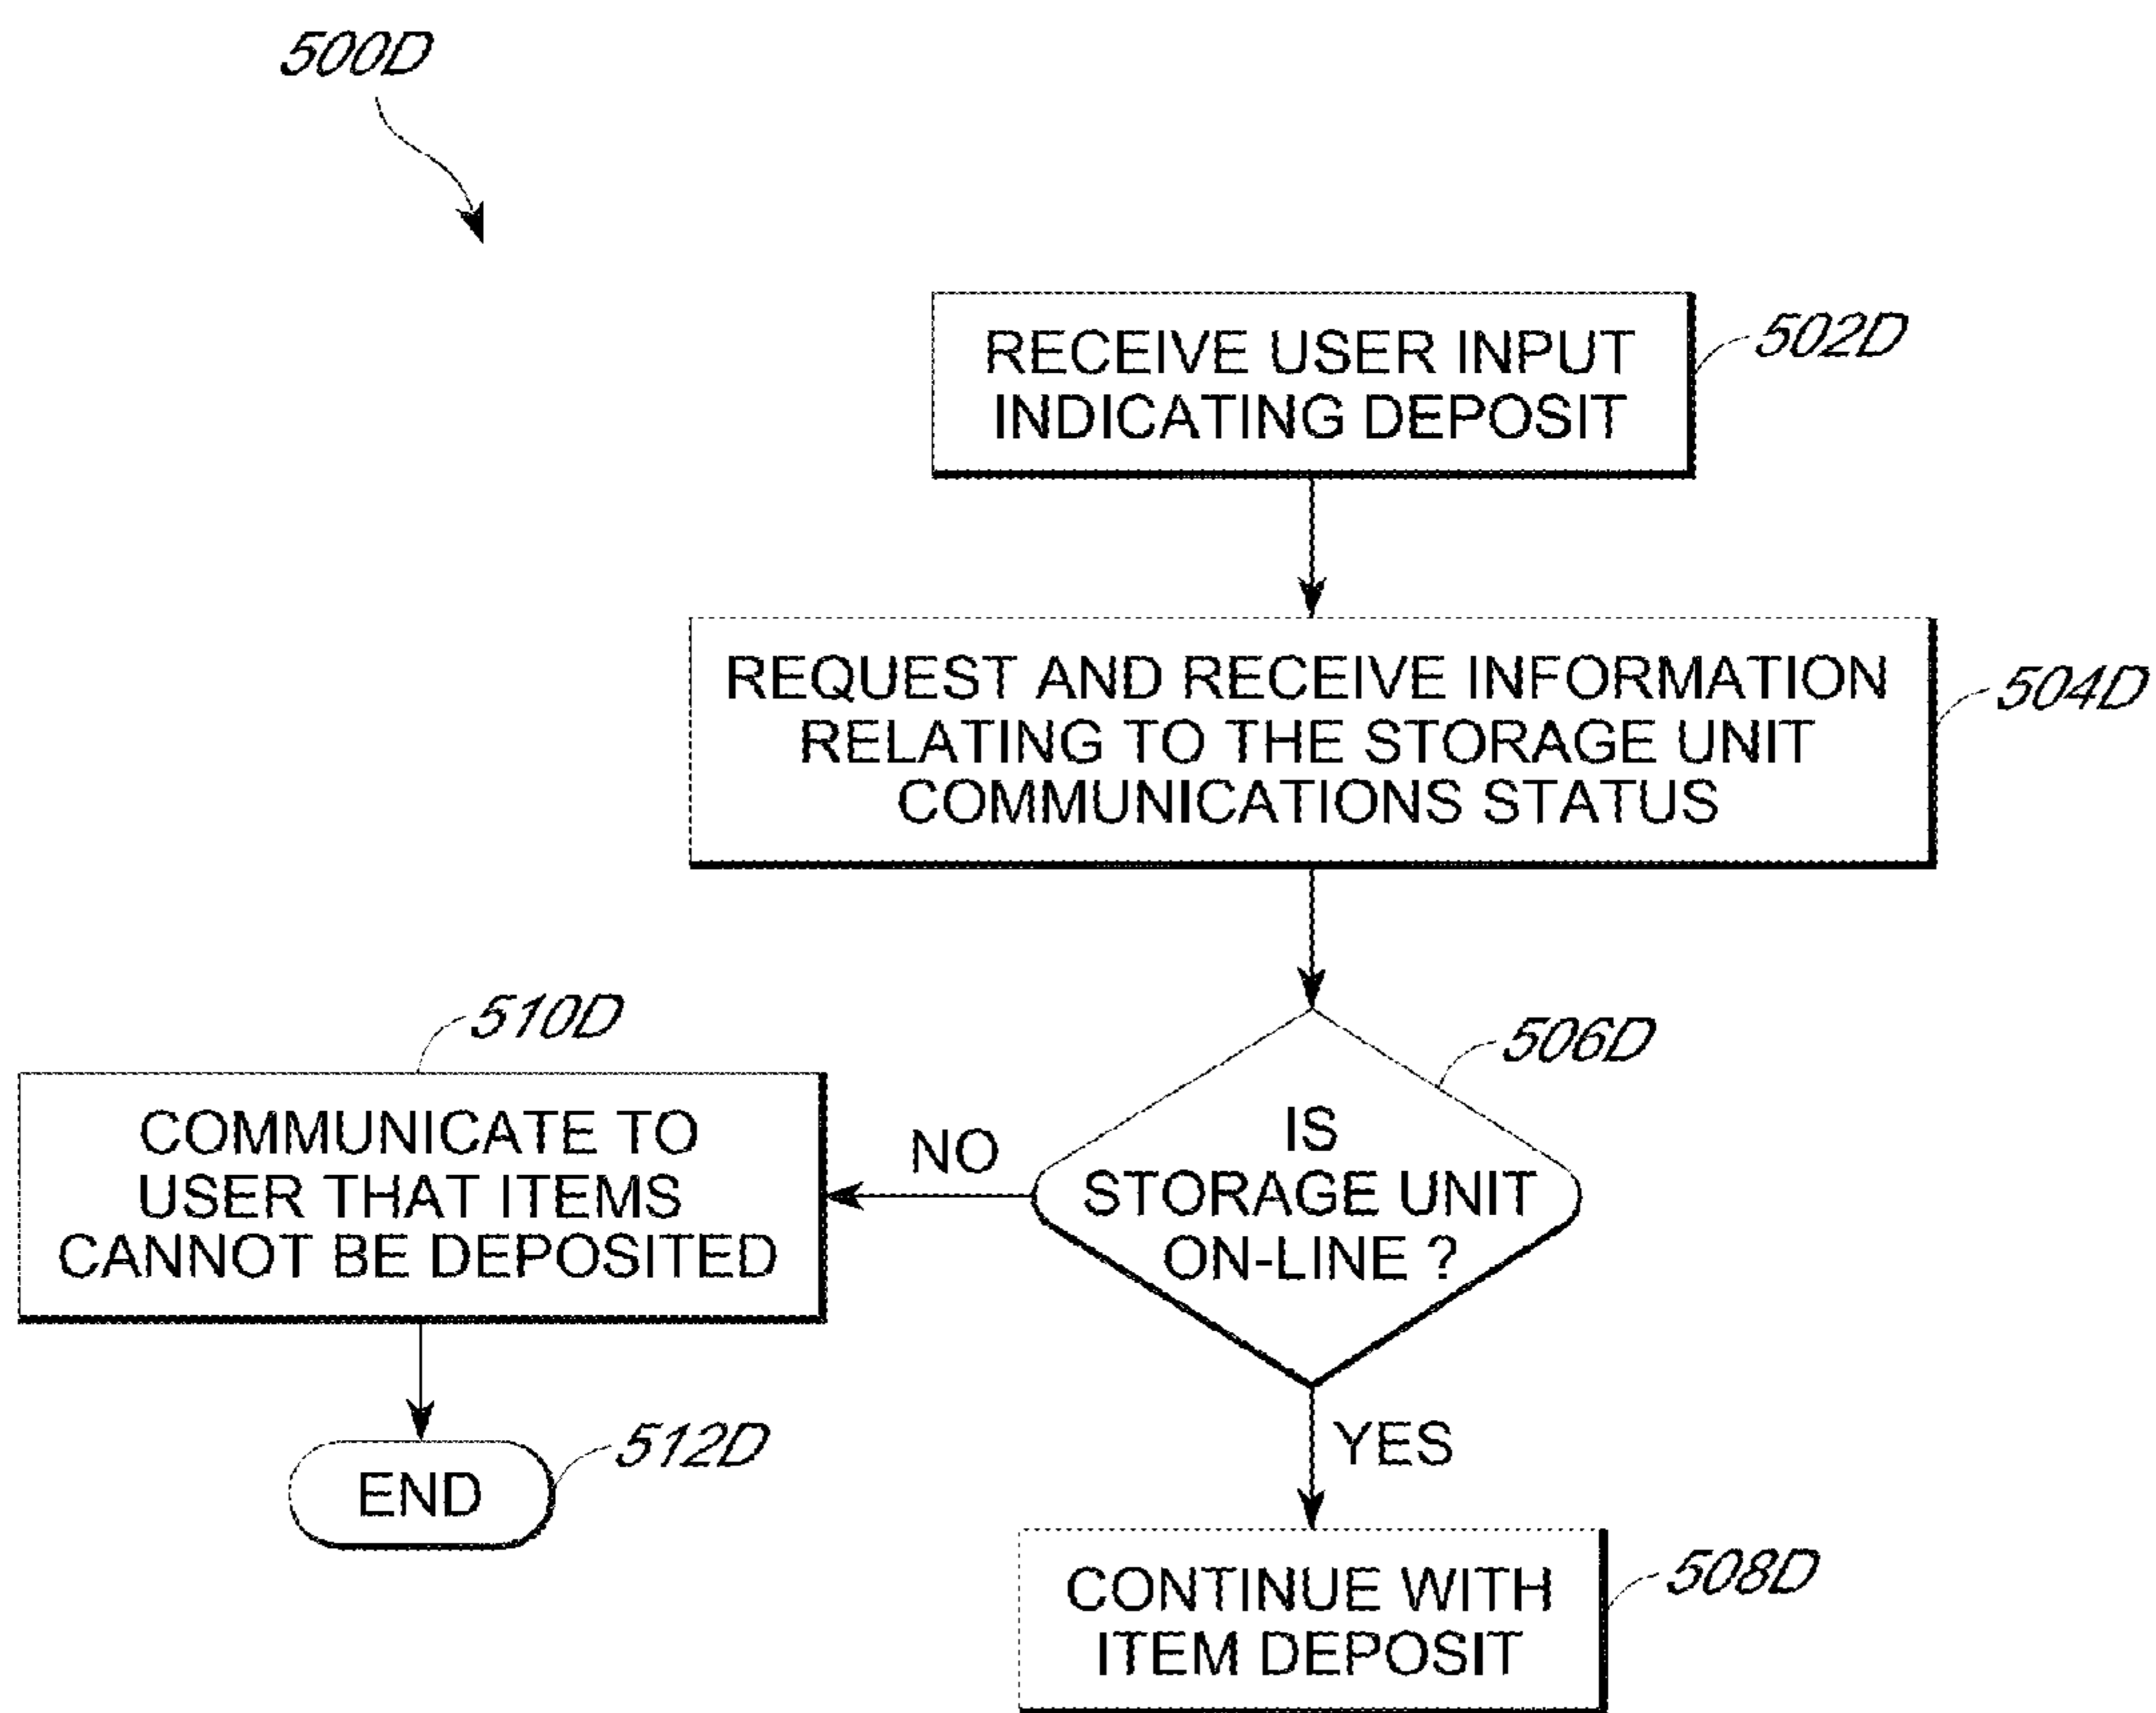 500D
RECEIVE USER INPUT
INDICATING DEPOSIT
502D
REQUEST AND RECEIVE INFORMATION
RELATING TO THE STORAGE UNIT
COMMUNICATIONS STATUS
504D
IS
STORAGE UNIT
ON-LINE ?
506D
NO
510D
COMMUNICATE TO
USER THAT ITEMS
CANNOT BE DEPOSITED
END
512D
YES
CONTINUE WITH
ITEM DEPOSIT
508D